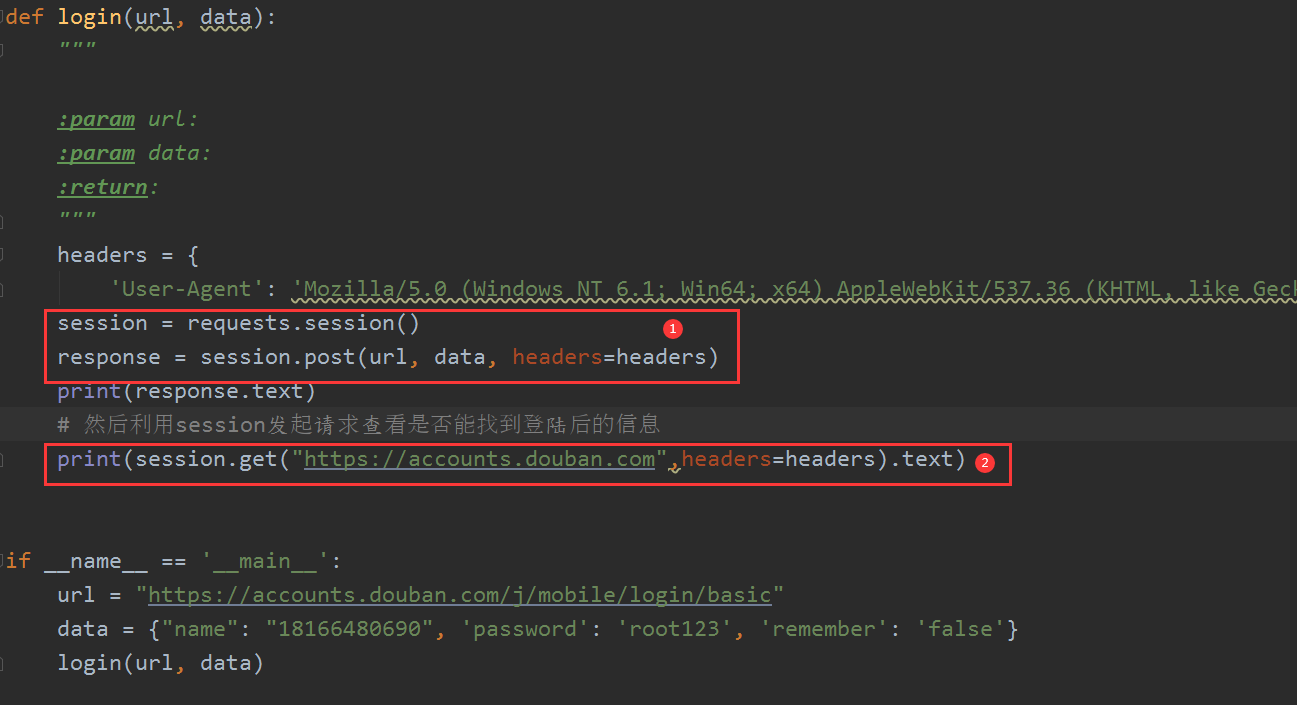 def login(url, data):
"""
:param url:
:param data:
:return:
"""
headers = {
'User-Agent': 'Mozilla/5.0 (Windows NT 6.1; Win64; x64) AppleWebKit/537.36 (KHTML, like Geck
session = requests.session()
1
response = session.post(url, data, headers=headers)
print(response.text)
# 然后利用session发起请求查看是否能找到登陆后的信息
print(session.get("https://accounts.douban.com",headers=headers).text)
2
if __name__ == '__main__':
url = "https://accounts.douban.com/j/mobile/login/basic"
data = {"name": "18166480690", 'password': 'root123', 'remember': 'false'}
login(url, data)